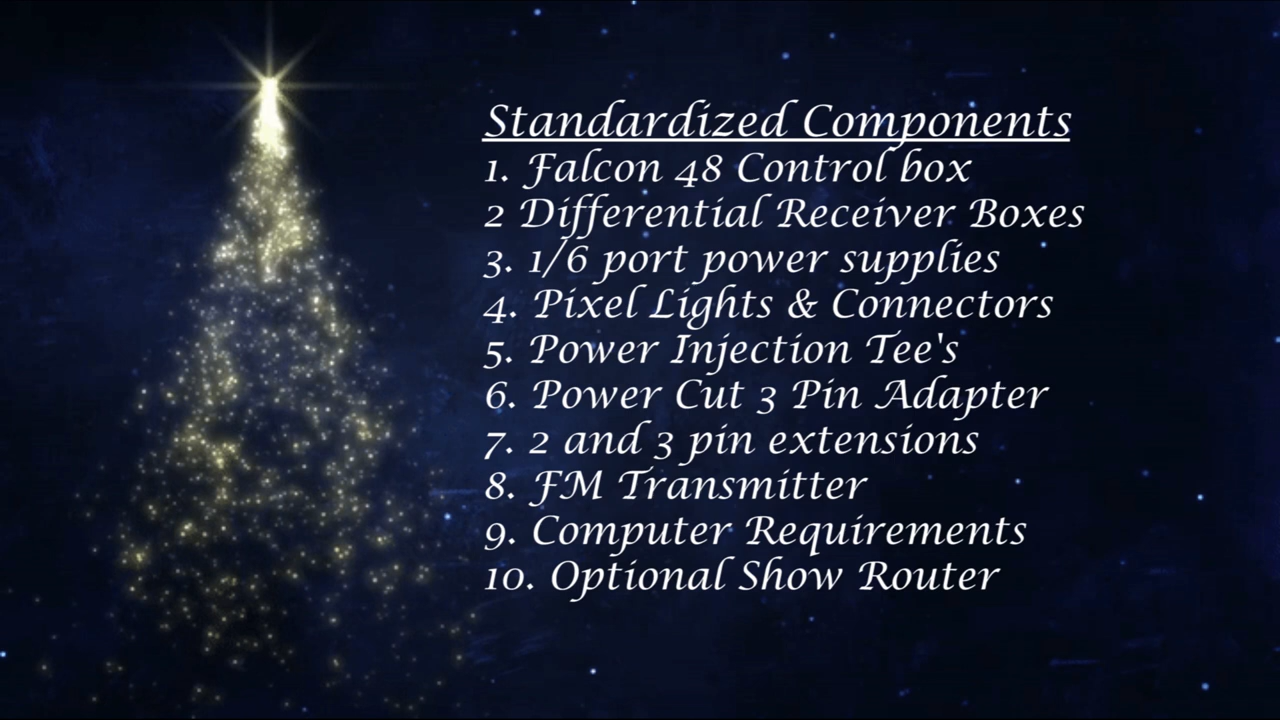 Standardized Components
1. Falcon 48 Control box
2 Differential Receiver Boxes
3. 1/6 port power supplies
4. Pixel Lights & Connectors
5. Power Injection Tee's
6. Power Cut 3 Pin Adapter
7. 2 and 3 pin extensions
8. FM Transmitter
9. Computer Requirements
10. Optional Show Router